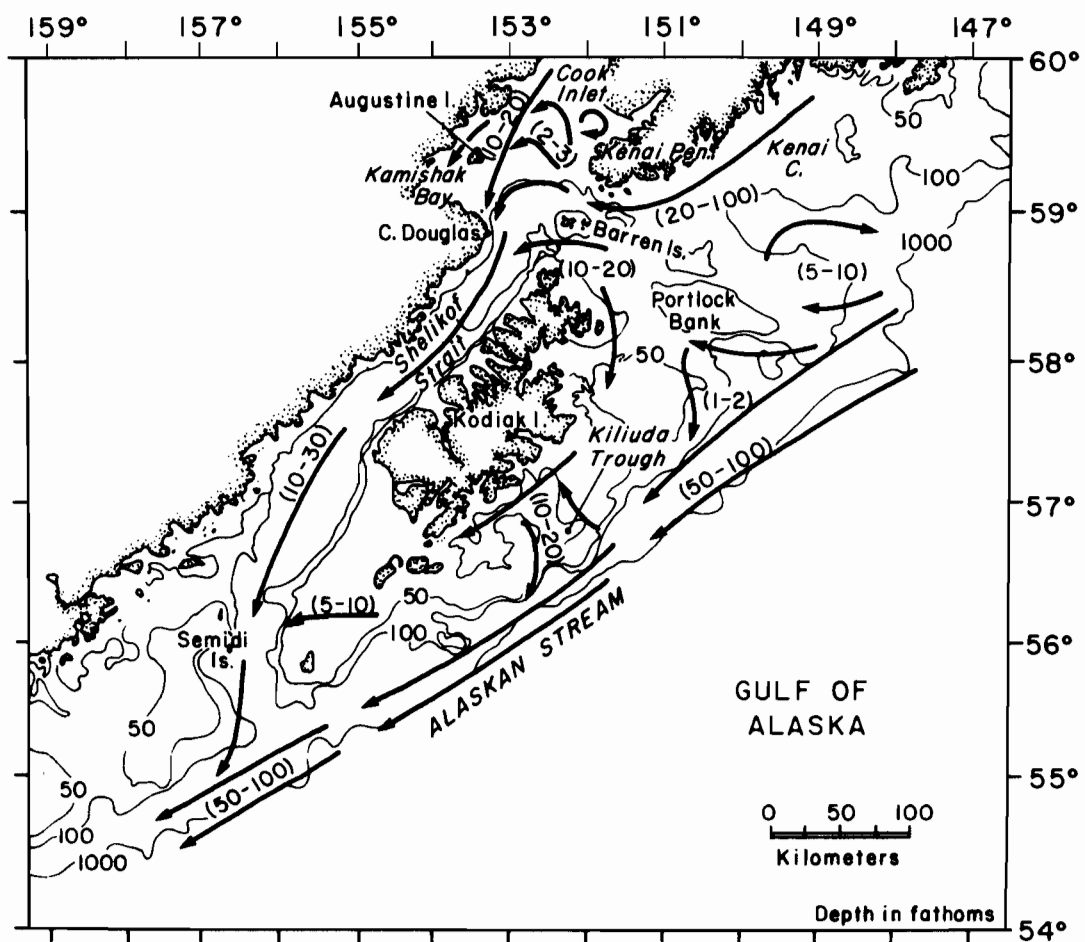 159° 157° 155° 153° 151° 149° 147°
60°
Cook
Inlet
Augustine I.
(10-20)
(2-3)
Kenai Pen.
Kenai
C.
50
Kamishak
Bay
100
(20-100)
59°
C. Douglas
Barren Is.
1000
(10-20)
(5-10)
Portlock
Bank
Shelikof
Strait
50
58°
(1-2)
Kodiak I.
Kiliuda
Trough
(10-30)
(50-100)
57°
(10-20)
(5-10)
50
100
Semidi
Is.
56°
ALASKAN STREAM
GULF OF
ALASKA
50
50
(50-100)
55°
100
1000
0 50 100
Kilometers
Depth in fathoms
54°